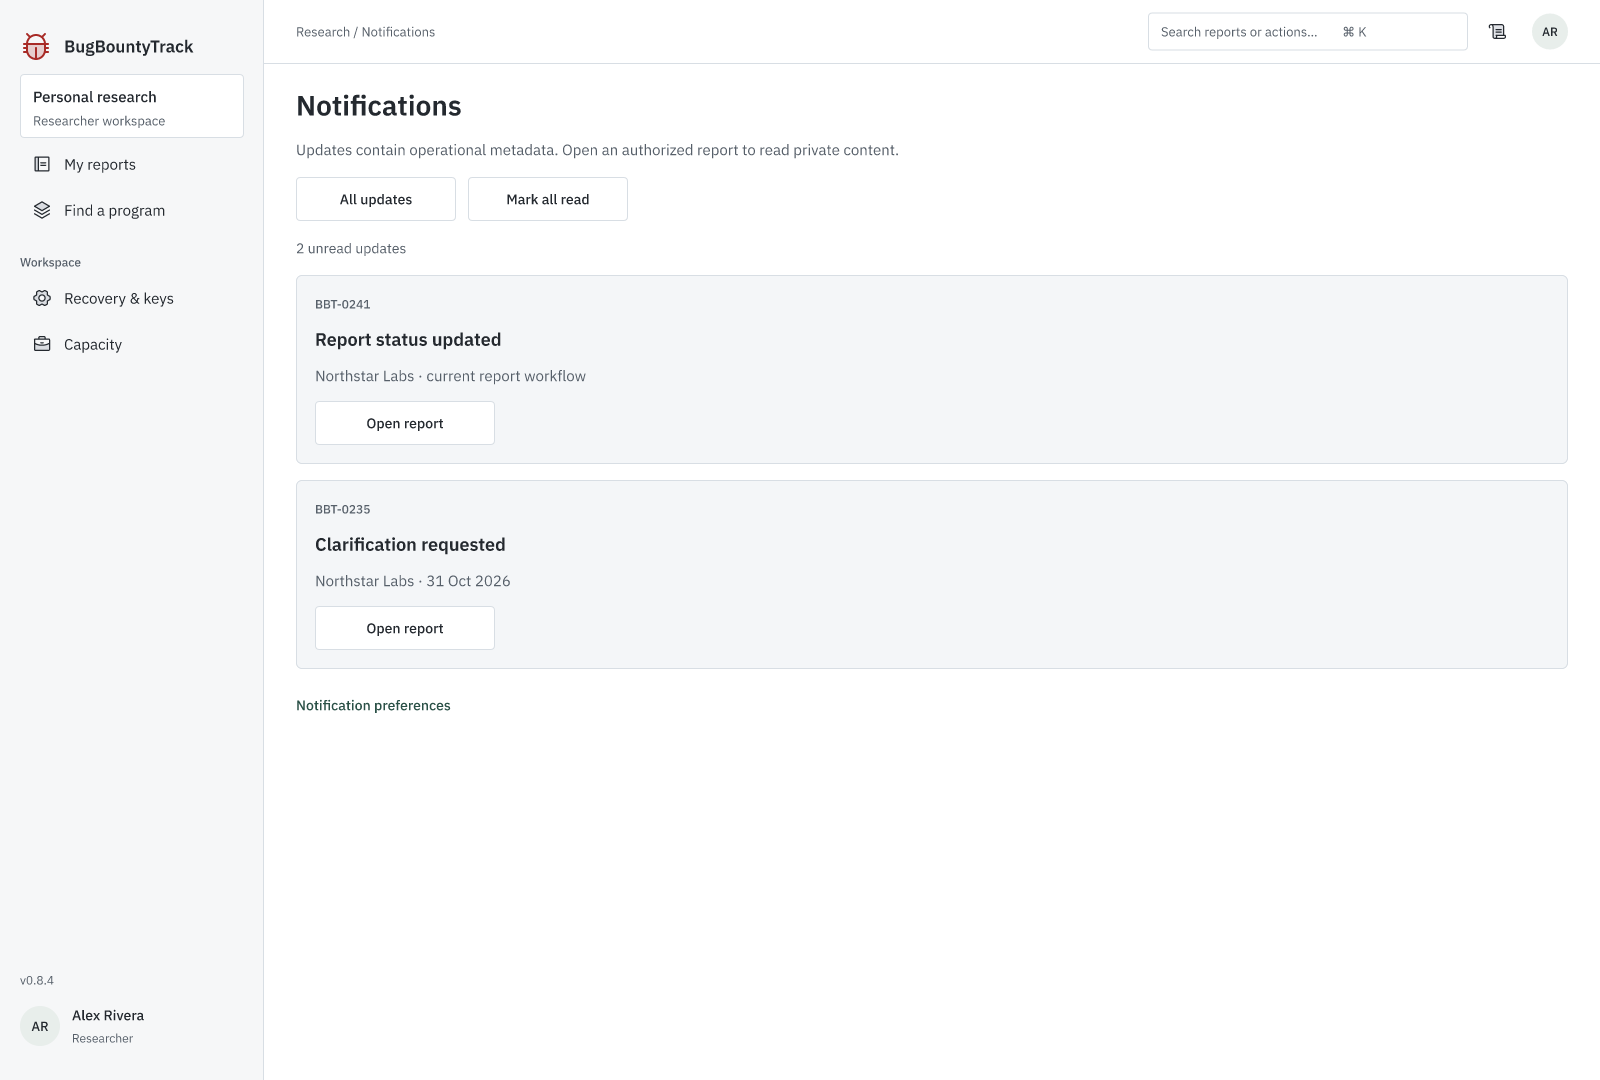 BugBountyTrack
Personal research
Researcher workspace
My reports
Find a program
Workspace
Recovery & keys
Capacity
v0.8.4
AR
Alex Rivera
Researcher
Research / Notifications
Search reports or actions... ⌘ K
AR
Notifications
Updates contain operational metadata. Open an authorized report to read private content.
All updates
Mark all read
2 unread updates
BBT-0241
Report status updated
Northstar Labs · current report workflow
Open report
BBT-0235
Clarification requested
Northstar Labs · 31 Oct 2026
Open report
Notification preferences